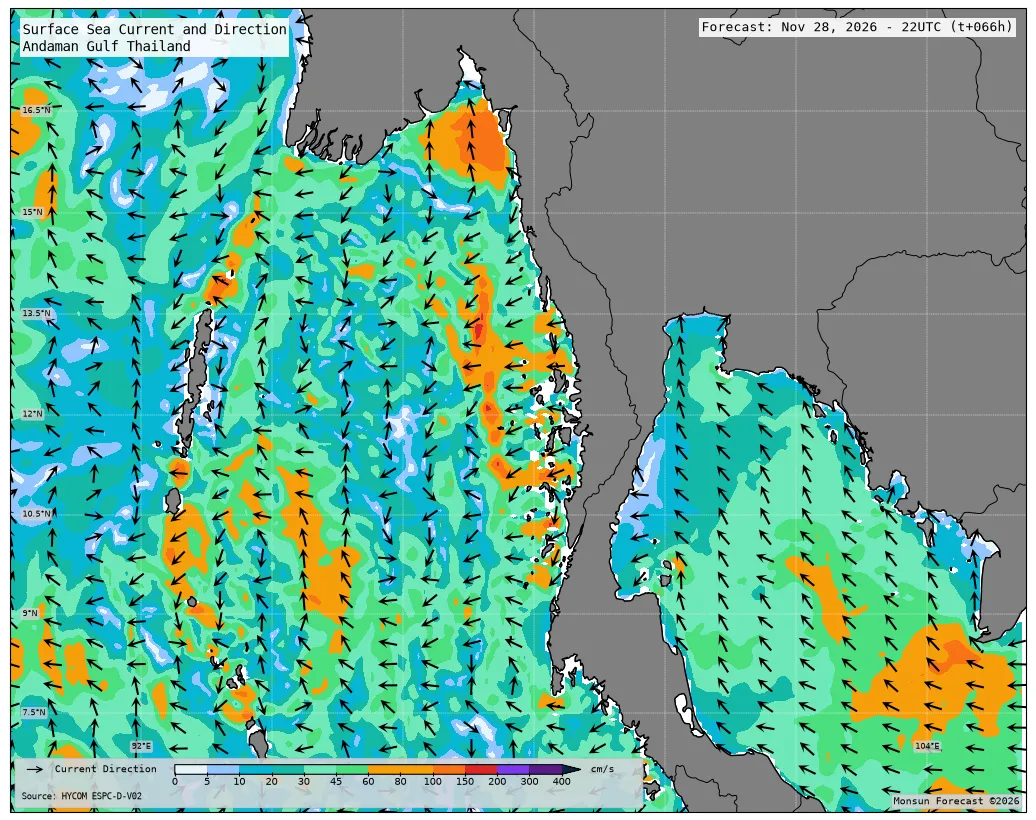 Surface Sea Current and Direction
Andaman Gulf Thailand
Forecast: Nov 28, 2026 - 22UTC (t+066h)
16.5°N
15°N
13.5°N
12°N
10.5°N
9°N
7.5°N
92°E
104°E
Current Direction
0 5 10 20 30 45 60 80 100 150 200 300 400 cm/s
Source: HYCOM ESPC-D-V02
Monsun Forecast ©2026